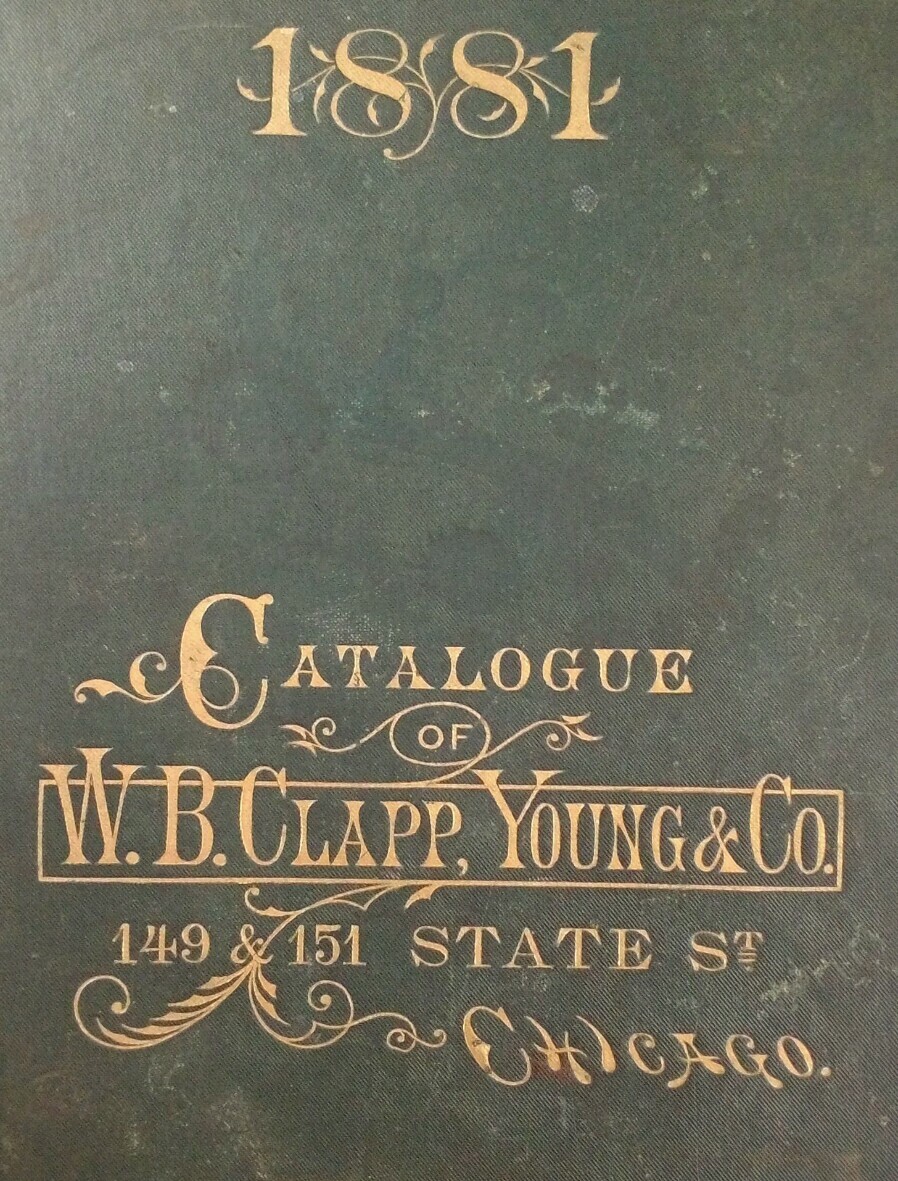 1881
CATALOGUE
OF
W. B. CLAPP, YOUNG & CO.
149 & 151 STATE ST
CHICAGO.